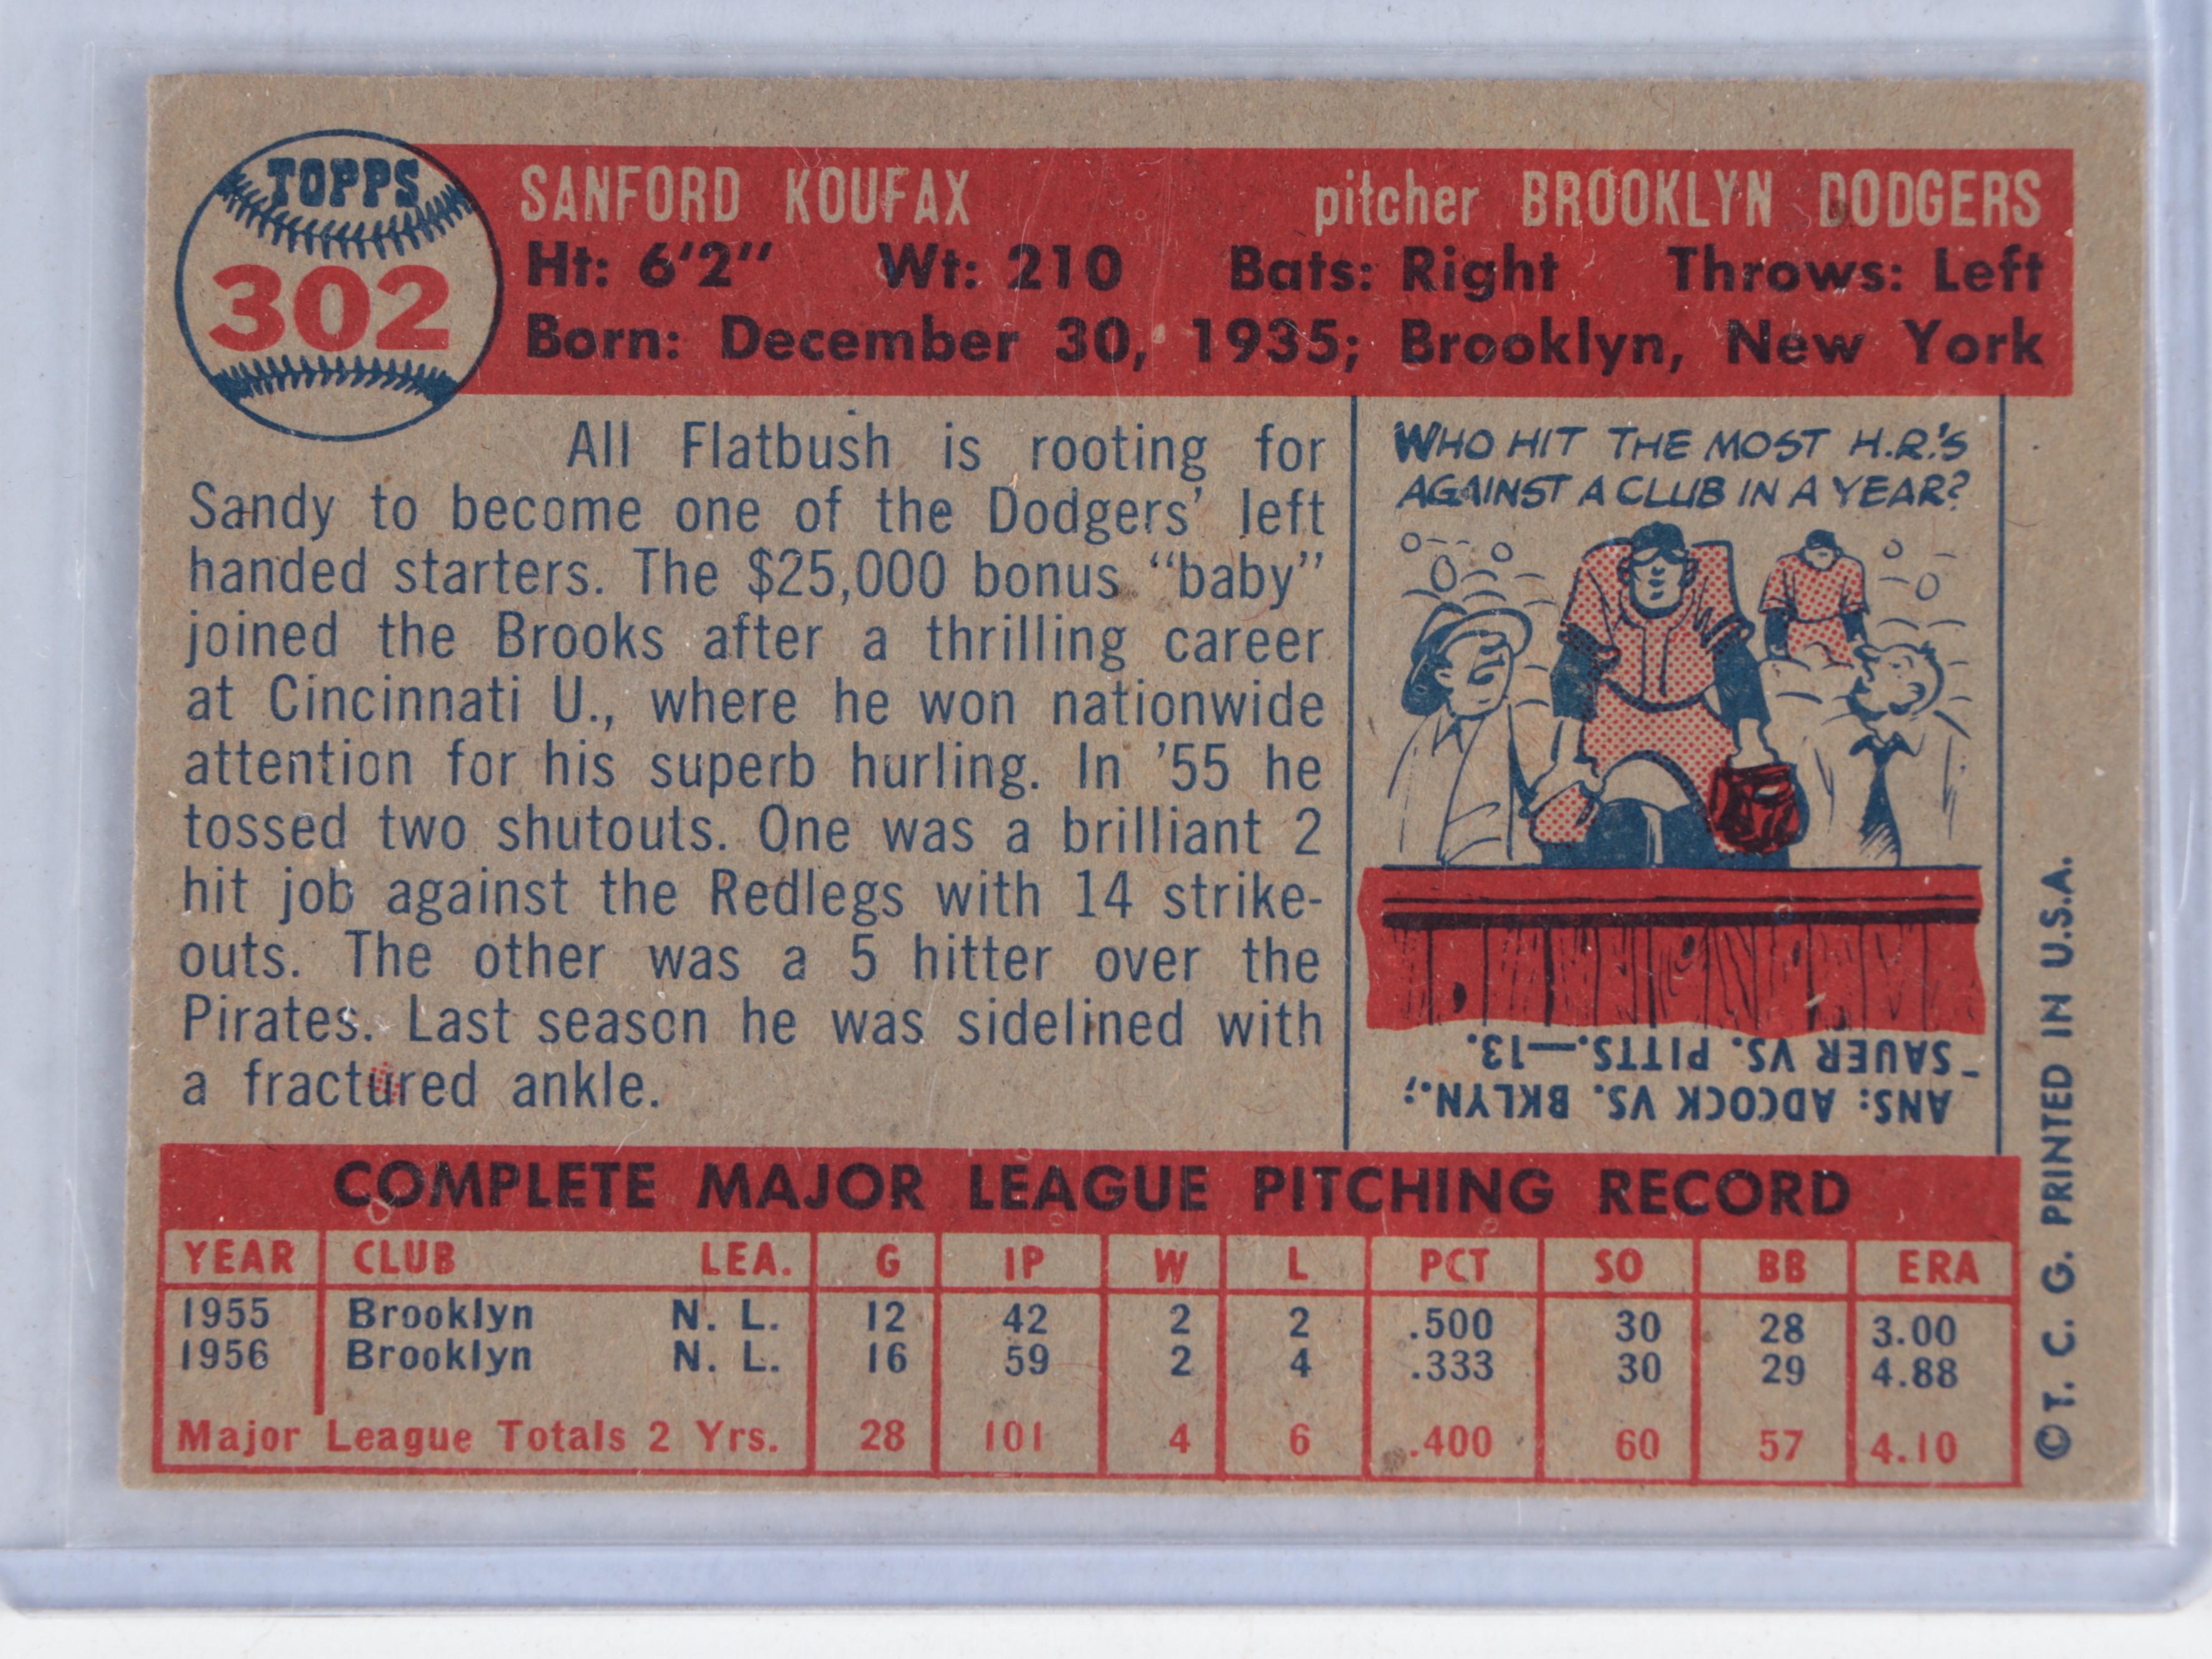 TOPPS
302
SANFORD KOUFAX pitcher BROOKLYN DODGERS
Ht: 6'2" Wt: 210 Bats: Right Throws: Left
Born: December 30, 1935; Brooklyn, New York
All Flatbush is rooting for
Sandy to become one of the Dodgers' left
handed starters. The $25,000 bonus "baby"
joined the Brooks after a thrilling career
at Cincinnati U., where he won nationwide
attention for his superb hurling. In '55 he
tossed two shutouts. One was a brilliant 2
hit job against the Redlegs with 14 strike-
outs. The other was a 5 hitter over the
Pirates. Last season he was sidelined with
a fractured ankle.
WHO HIT THE MOST H.R.'S
AGAINST A CLUB IN A YEAR?
ANS: ADCOCK VS. BKLYN.;
SAUER VS. PITTS.—13.
COMPLETE MAJOR LEAGUE PITCHING RECORD
YEAR CLUB LEA. G IP W L PCT SO BB ERA
1955 Brooklyn N. L. 12 42 2 2 .500 30 28 3.00
1956 Brooklyn N. L. 16 59 2 4 .333 30 29 4.88
Major League Totals 2 Yrs. 28 101 4 6 .400 60 57 4.10
© T. C. G. PRINTED IN U.S.A.